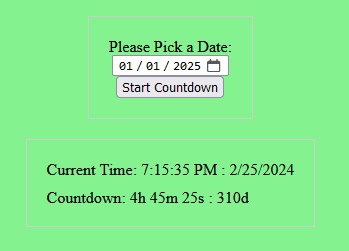 Please Pick a Date:
01/01/2025
Start Countdown
Current Time: 7:15:35 PM : 2/25/2024
Countdown: 4h 45m 25s : 310d